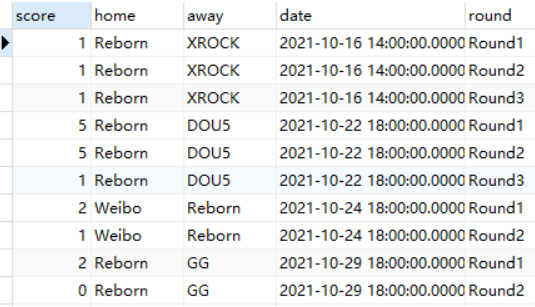 score home away date round
1 Reborn XROCK 2021-10-16 14:00:00.0000 Round1
1 Reborn XROCK 2021-10-16 14:00:00.0000 Round2
1 Reborn XROCK 2021-10-16 14:00:00.0000 Round3
5 Reborn DOU5 2021-10-22 18:00:00.0000 Round1
5 Reborn DOU5 2021-10-22 18:00:00.0000 Round2
1 Reborn DOU5 2021-10-22 18:00:00.0000 Round3
2 Weibo Reborn 2021-10-24 18:00:00.0000 Round1
1 Weibo Reborn 2021-10-24 18:00:00.0000 Round2
2 Reborn GG 2021-10-29 18:00:00.0000 Round1
0 Reborn GG 2021-10-29 18:00:00.0000 Round2